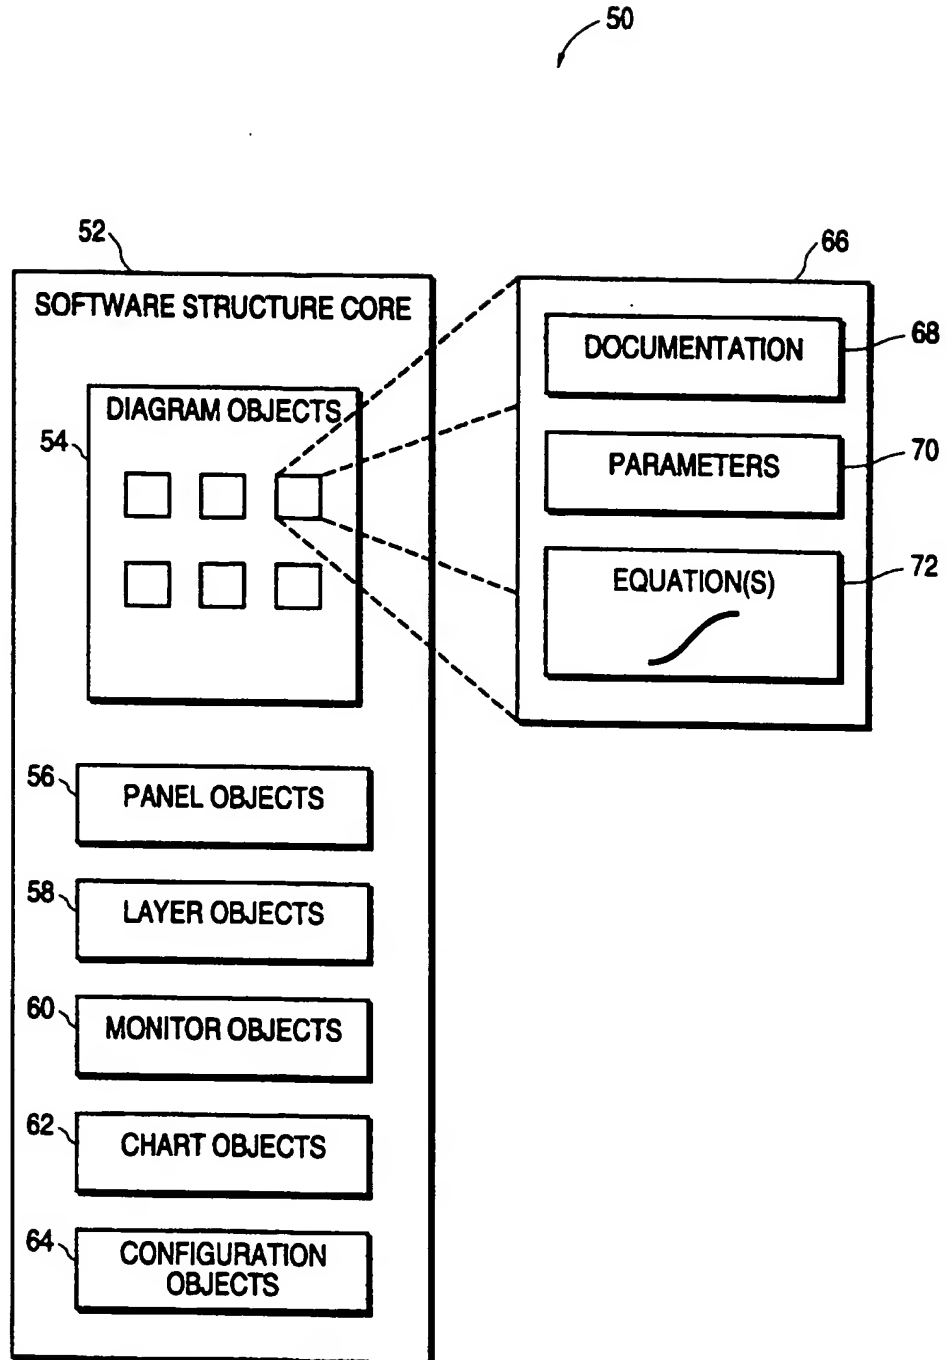 50
52
SOFTWARE STRUCTURE CORE
54
DIAGRAM OBJECTS
56
PANEL OBJECTS
58
LAYER OBJECTS
60
MONITOR OBJECTS
62
CHART OBJECTS
64
CONFIGURATION
OBJECTS
66
DOCUMENTATION
68
PARAMETERS
70
EQUATION(S)
72